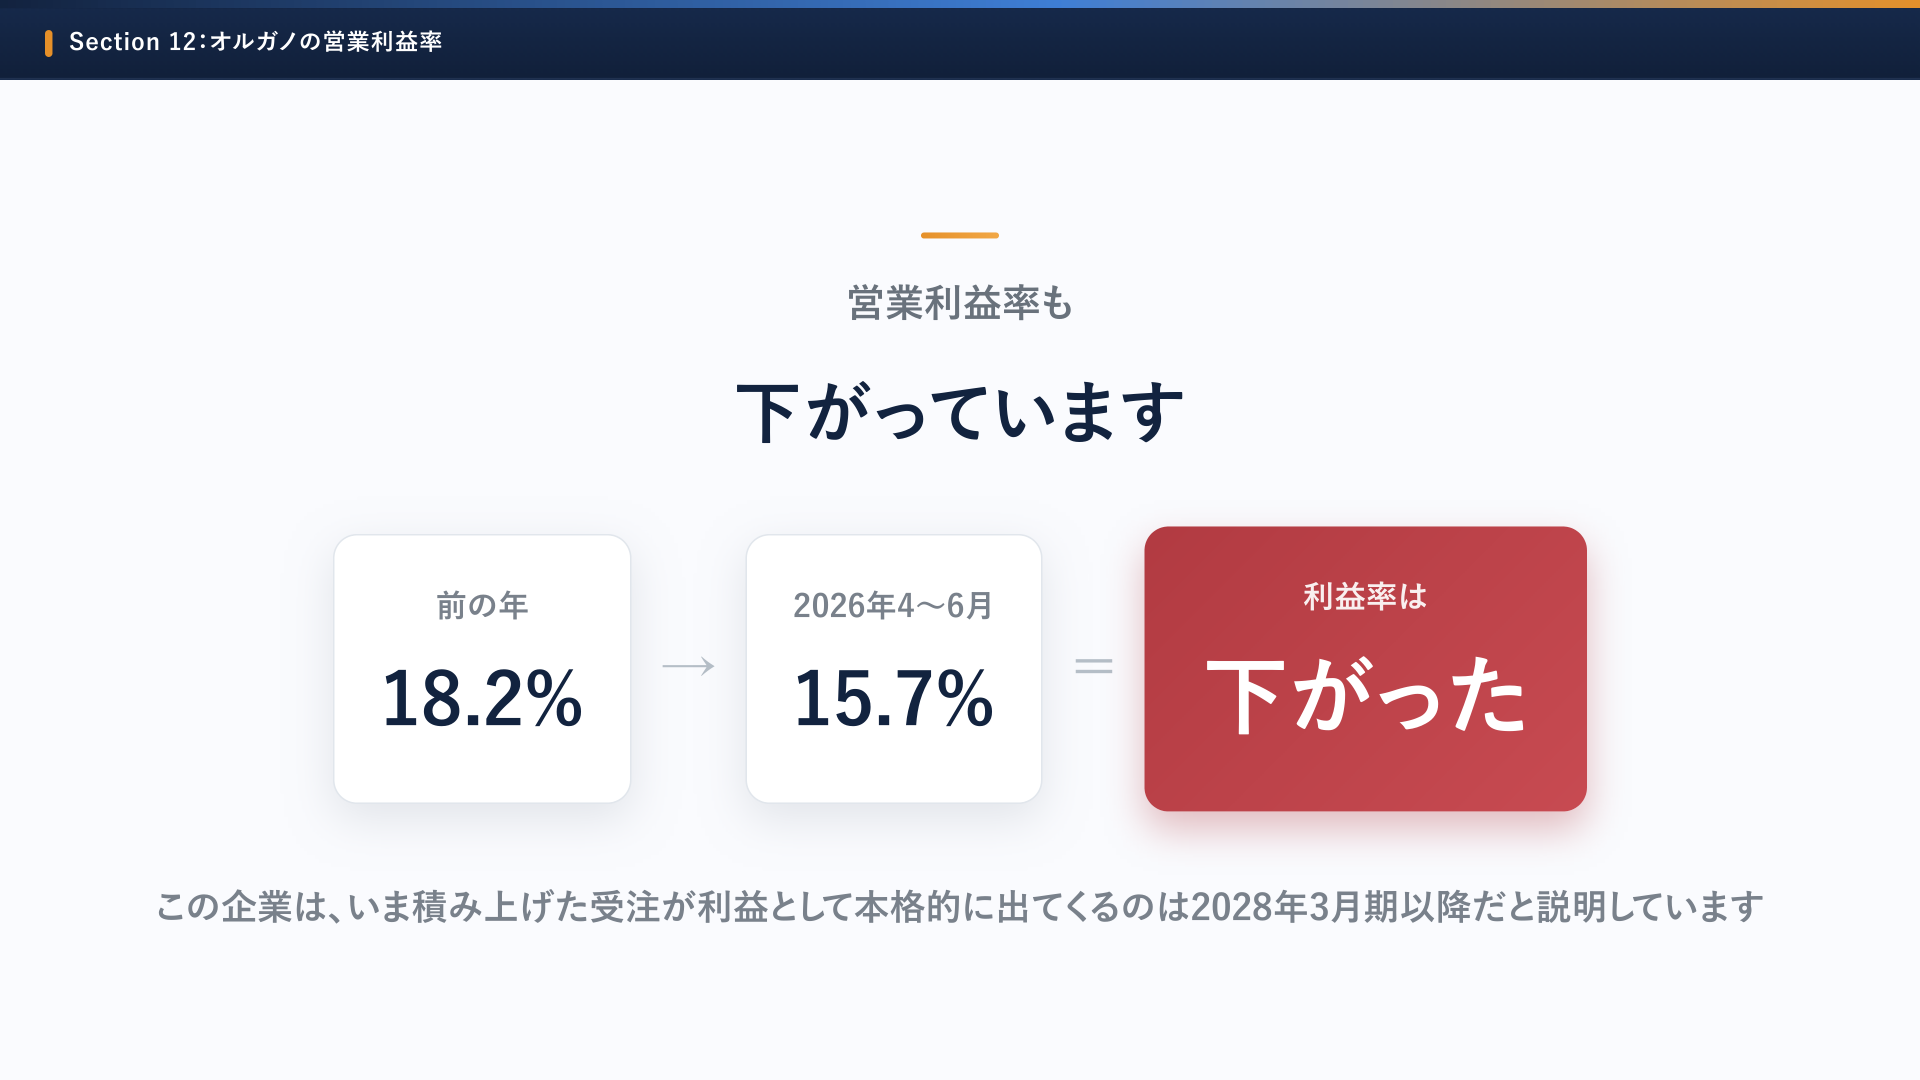 Section 12：オルガノの営業利益率
営業利益率も
下がっています
前の年
18.2%
→
2026年4〜6月
15.7%
＝
利益率は
下がった
この企業は、いま積み上げた受注が利益として本格的に出てくるのは2028年3月期以降だと説明しています